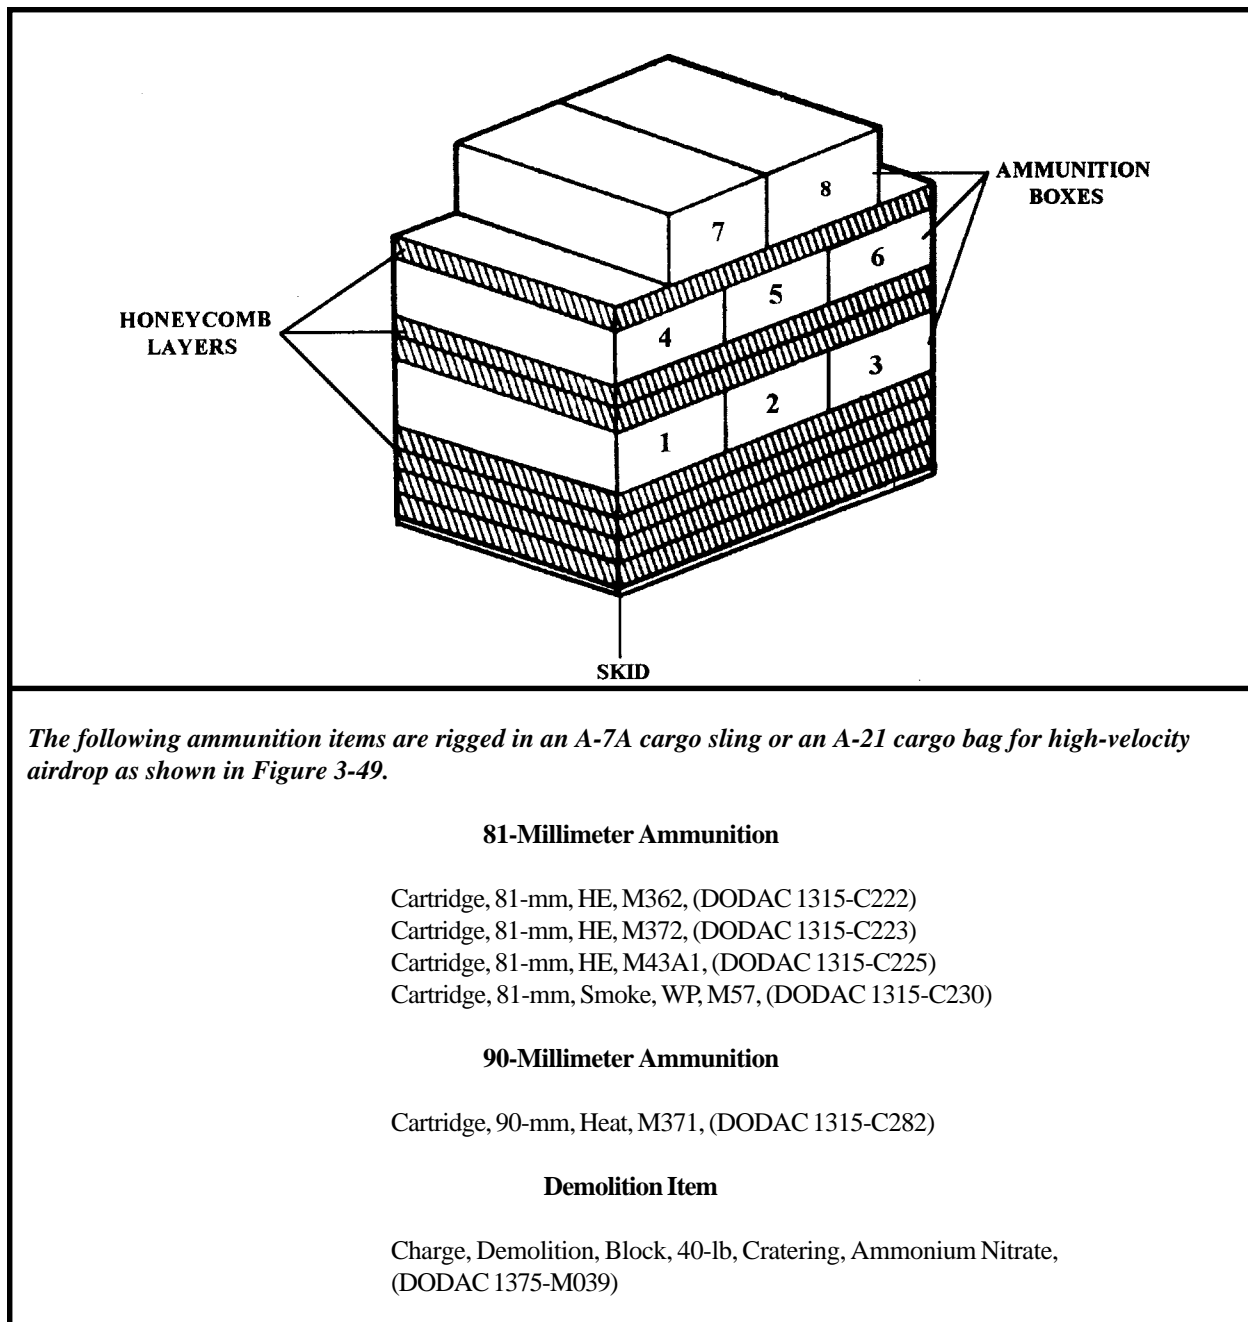 8
7
AMMUNITION
BOXES
6
5
4
HONEYCOMB
LAYERS
3
2
1
SKID
The following ammunition items are rigged in an A-7A cargo sling or an A-21 cargo bag for high-velocity
airdrop as shown in Figure 3-49.
81-Millimeter Ammunition
Cartridge, 81-mm, HE, M362, (DODAC 1315-C222)
Cartridge, 81-mm, HE, M372, (DODAC 1315-C223)
Cartridge, 81-mm, HE, M43A1, (DODAC 1315-C225)
Cartridge, 81-mm, Smoke, WP, M57, (DODAC 1315-C230)
90-Millimeter Ammunition
Cartridge, 90-mm, Heat, M371, (DODAC 1315-C282)
Demolition Item
Charge, Demolition, Block, 40-lb, Cratering, Ammonium Nitrate,
(DODAC 1375-M039)